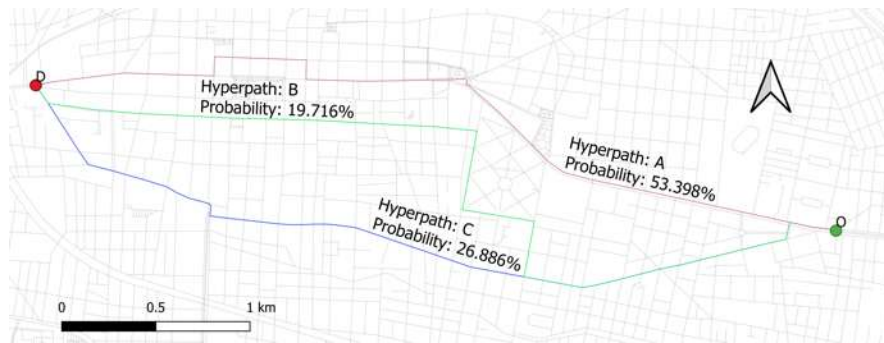 D
Hyperpath: B
Probability: 19.716%
Hyperpath: A
Probability: 53.398%
O
Hyperpath: C
Probability: 26.886%
0 0.5 1 km